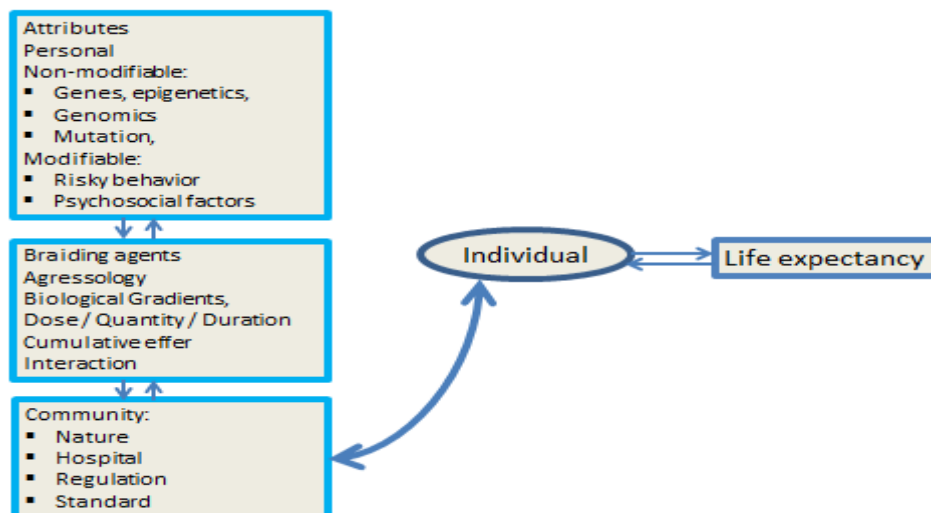 Attributes
Personal
Non-modifiable:
▪ Genes, epigenetics,
▪ Genomics
▪ Mutation,
Modifiable:
▪ Risky behavior
▪ Psychosocial factors
Braiding agents
Agressology
Biological Gradients,
Dose / Quantity / Duration
Cumulative effer
Interaction
Community:
▪ Nature
▪ Hospital
▪ Regulation
▪ Standard
Individual
Life expectancy